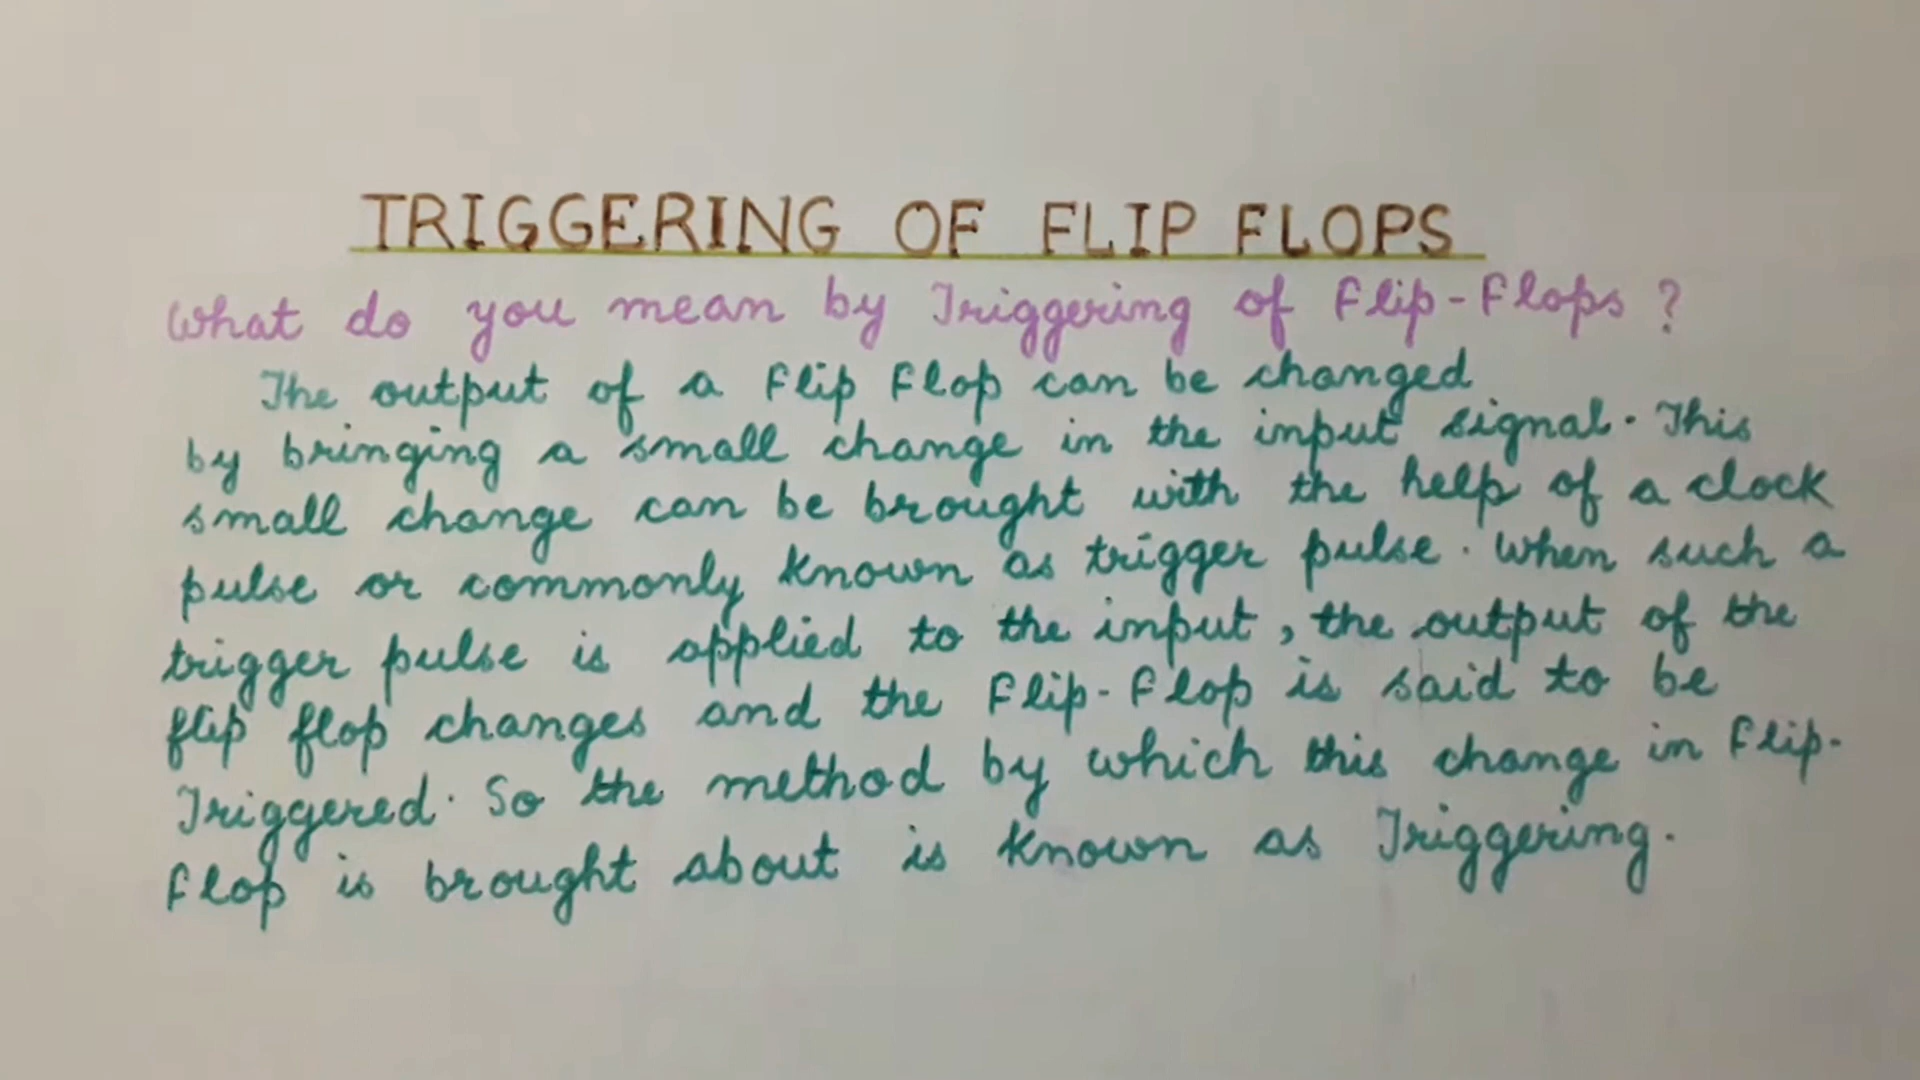 TRIGGERING OF FLIP FLOPS
What do you mean by Triggering of Flip-Flops ?
The output of a Flip Flop can be changed
by bringing a small change in the input signal. This
small change can be brought with the help of a clock
pulse or commonly known as trigger pulse. When such a
trigger pulse is applied to the input, the output of the
flip flop changes and the Flip-Flop is said to be
Triggered. So the method by which this change in Flip-
Flop is brought about is known as Triggering.